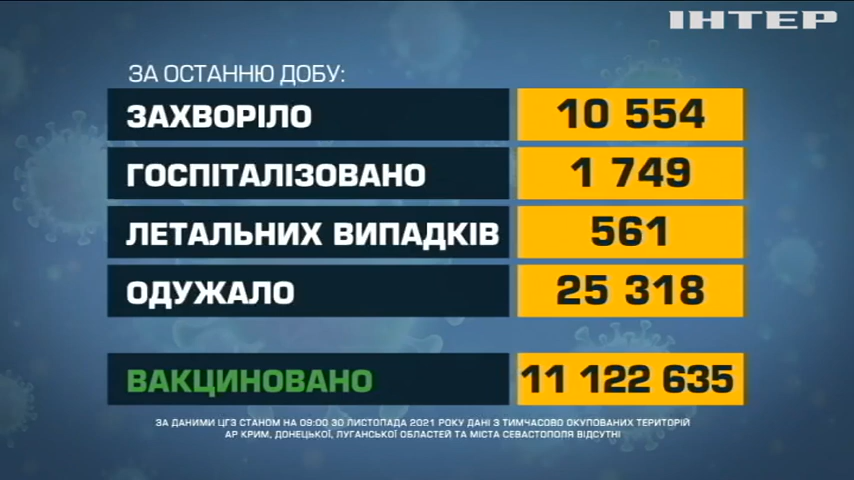 ІНТЕР
ЗА ОСТАННЮ ДОБУ:
ЗАХВОРІЛО 10 554
ГОСПІТАЛІЗОВАНО 1 749
ЛЕТАЛЬНИХ ВИПАДКІВ 561
ОДУЖАЛО 25 318
ВАКЦИНОВАНО 11 122 635
ЗА ДАНИМИ ЦГЗ СТАНОМ НА 09:00 30 ЛИСТОПАДА 2021 РОКУ ДАНІ З ТИМЧАСОВО ОКУПОВАНИХ ТЕРИТОРІЙ
АР КРИМ, ДОНЕЦЬКОЇ, ЛУГАНСЬКОЇ ОБЛАСТЕЙ ТА МІСТА СЕВАСТОПОЛЯ ВІДСУТНІ